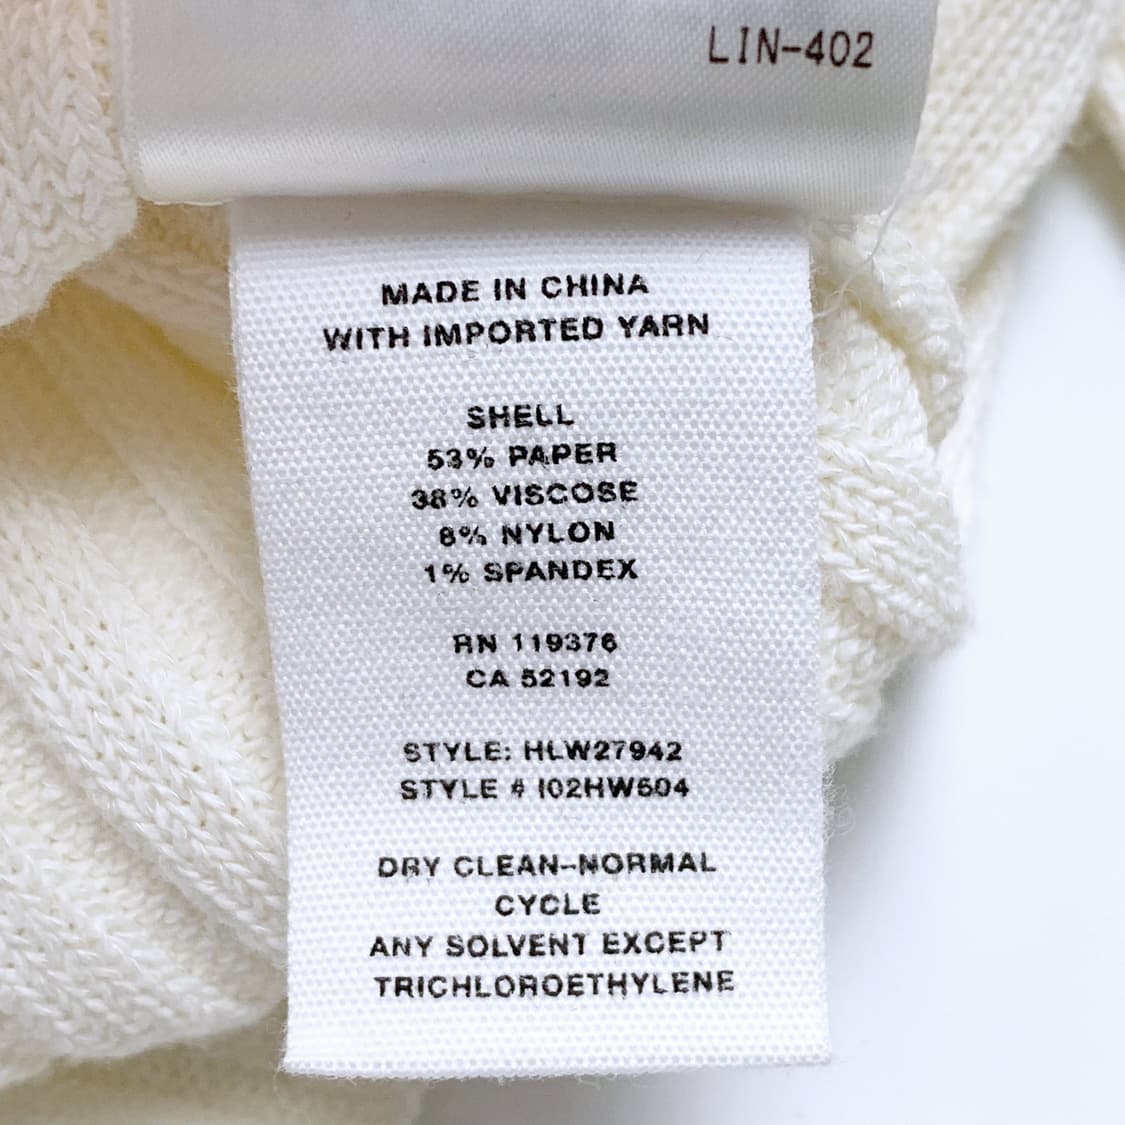 LIN-402
MADE IN CHINA
WITH IMPORTED YARN
SHELL
53% PAPER
38% VISCOSE
8% NYLON
1% SPANDEX
RN 119376
CA 52192
STYLE: HLW27942
STYLE # I02HW504
DRY CLEAN-NORMAL
CYCLE
ANY SOLVENT EXCEPT
TRICHLOROETHYLENE